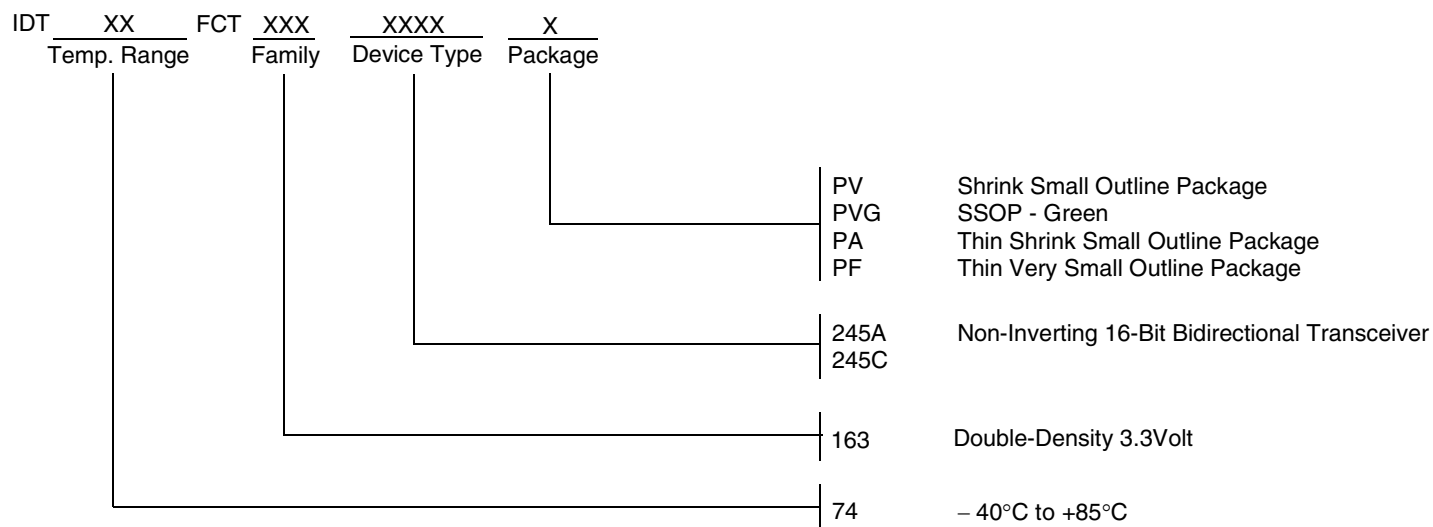 IDT XX FCT XXX XXXX X
Temp. Range Family Device Type Package
PV Shrink Small Outline Package
PVG SSOP - Green
PA Thin Shrink Small Outline Package
PF Thin Very Small Outline Package
245A Non-Inverting 16-Bit Bidirectional Transceiver
245C
163 Double-Density 3.3Volt
74 – 40°C to +85°C